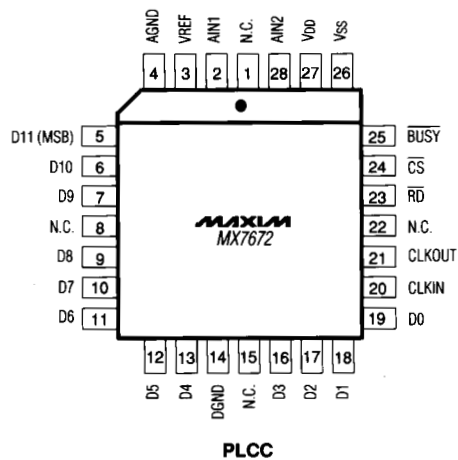 AGND VREF AIN1 N.C. AIN2 VDD VSS
4 3 2 1 28 27 26
D11 (MSB) 5 25 BUSY
D10 6 24 CS
D9 7 23 RD
N.C. 8 22 N.C.
MAXIM
MX7672
D8 9 21 CLKOUT
D7 10 20 CLKIN
D6 11 19 D0
12 13 14 15 16 17 18
D5 D4 DGND N.C. D3 D2 D1
PLCC